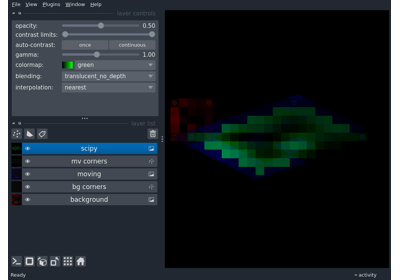 File View Plugins Window Help
layer controls
opacity: 0.50
contrast limits:
auto-contrast: once continuous
gamma: 1.00
colormap: green
blending: translucent_no_depth
interpolation: nearest
layer list
scipy
mv corners
moving
bg corners
background
Ready activity